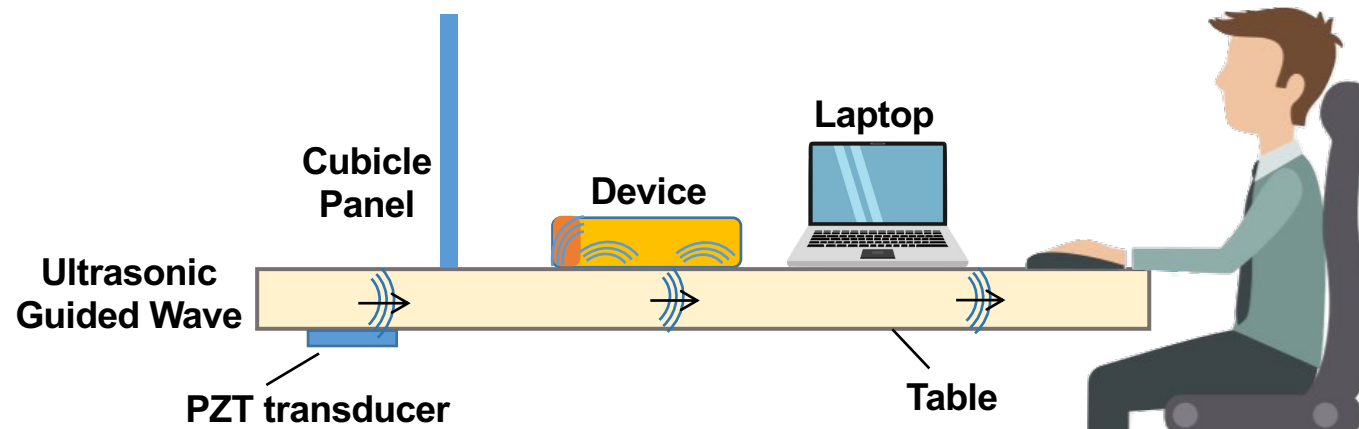 Laptop
Cubicle
Panel
Device
Ultrasonic
Guided Wave
PZT transducer
Table